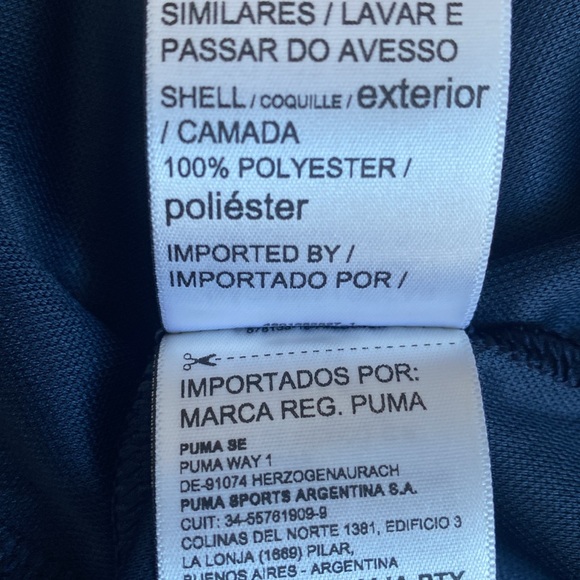 SIMILARES / LAVAR E
PASSAR DO AVESSO
SHELL / COQUILLE / exterior
/ CAMADA
100% POLYESTER /
poliéster
IMPORTED BY /
IMPORTADO POR /
IMPORTADOS POR:
MARCA REG. PUMA
PUMA SE
PUMA WAY 1
DE-91074 HERZOGENAURACH
PUMA SPORTS ARGENTINA S.A.
CUIT: 34-55761909-9
COLINAS DEL NORTE 1381, EDIFICIO 3
LA LONJA (1669) PILAR,
BUENOS AIRES - ARGENTINA